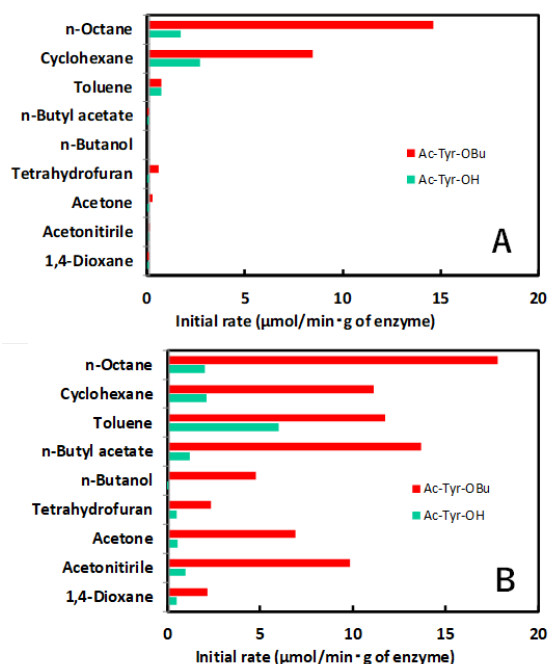 n-Octane
Cyclohexane
Toluene
n-Butyl acetate
n-Butanol
Tetrahydrofuran
Acetone
Acetonitirile
1,4-Dioxane
Ac-Tyr-OBu
Ac-Tyr-OH
A
0 5 10 15 20
Initial rate (µmol/min·g of enzyme)
n-Octane
Cyclohexane
Toluene
n-Butyl acetate
n-Butanol
Tetrahydrofuran
Acetone
Acetonitirile
1,4-Dioxane
Ac-Tyr-OBu
Ac-Tyr-OH
B
0 5 10 15 20
Initial rate (µmol/min·g of enzyme)